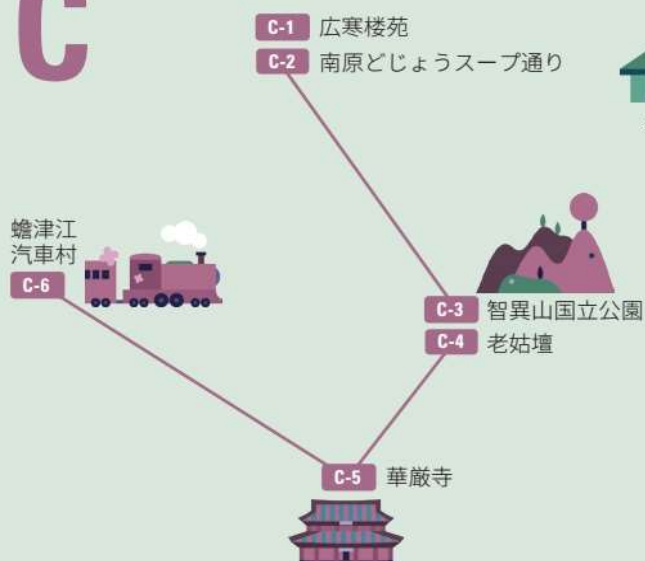 C
C-1 広寒楼苑
C-2 南原どじょうスープ通り
蟾津江
汽車村
C-6
C-3 智異山国立公園
C-4 老姑壇
C-5 華厳寺